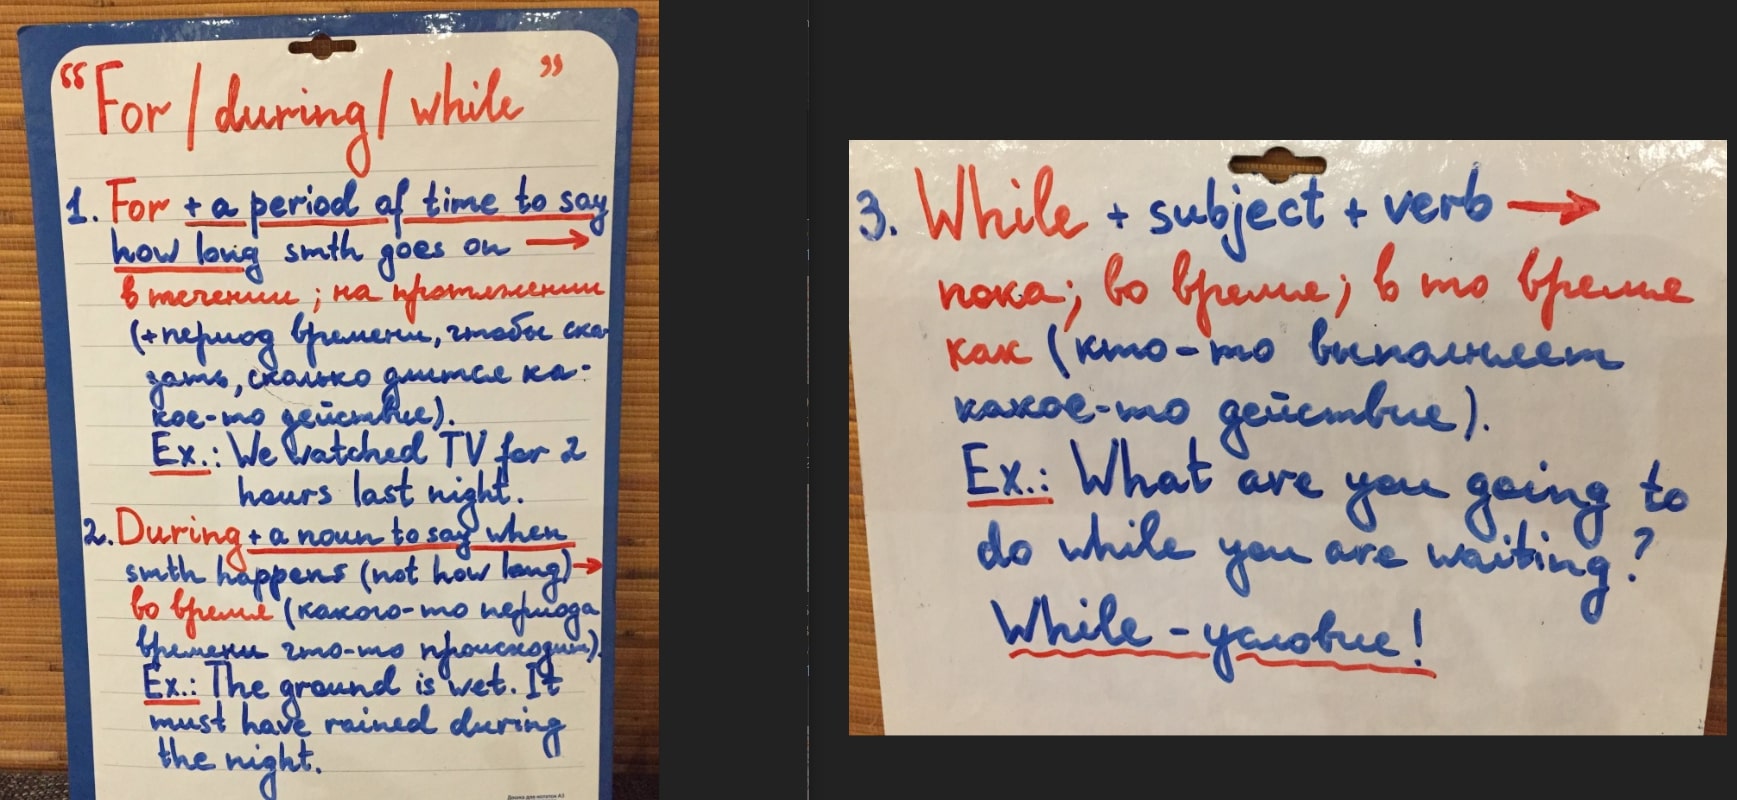 “For / during / while”
1. For + a period of time to say
how long smth goes on →
в течении; на протяжении
(+период времени, чтобы ска-
зать, сколько длится ка-
кое-то действие).
Ex.: We watched TV for 2
hours last night.
2. During + a noun to say when
smth happens (not how long) →
во время (какого-то периода
времени что-то происходит).
Ex.: The ground is wet. It
must have rained during
the night.
Доска для заметок А3
3. While + subject + verb →
пока; во время; в то время
как (кто-то выполняет
какое-то действие).
Ex.: What are you going to
do while you are waiting?
While - условие!